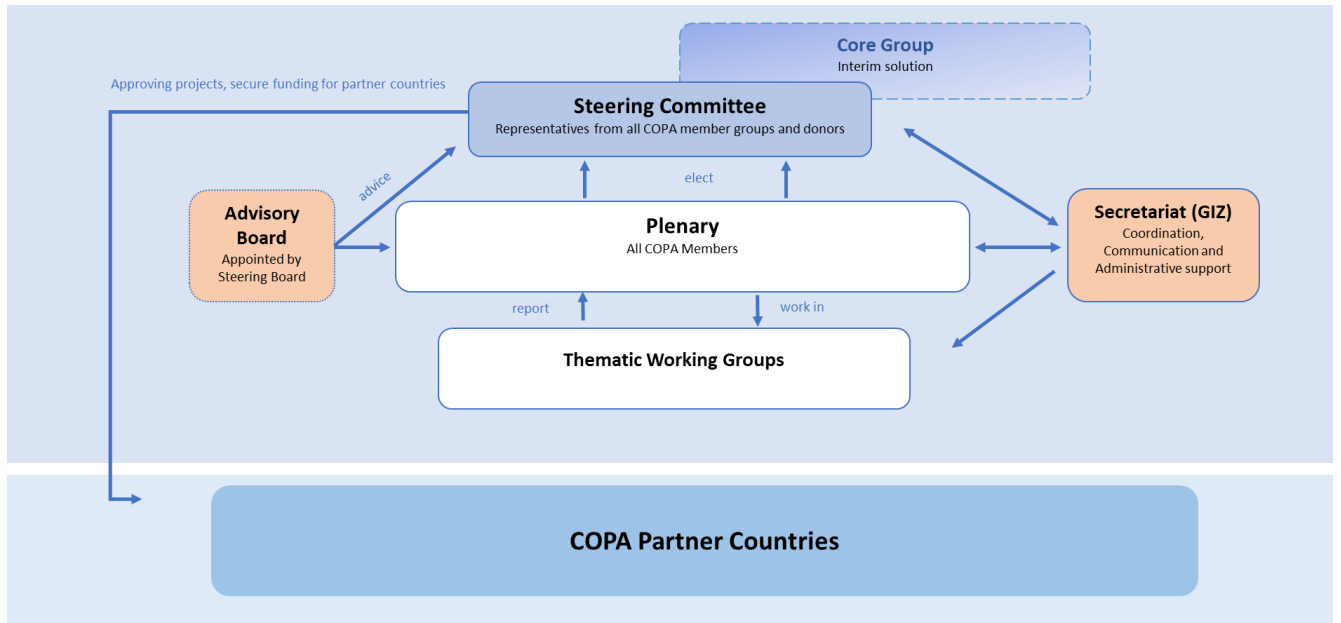 Core Group
Interim solution
Approving projects, secure funding for partner countries
Steering Committee
Representatives from all COPA member groups and donors
advice
elect
Advisory
Board
Appointed by
Steering Board
Plenary
All COPA Members
Secretariat (GIZ)
Coordination,
Communication and
Administrative support
report
work in
Thematic Working Groups
COPA Partner Countries